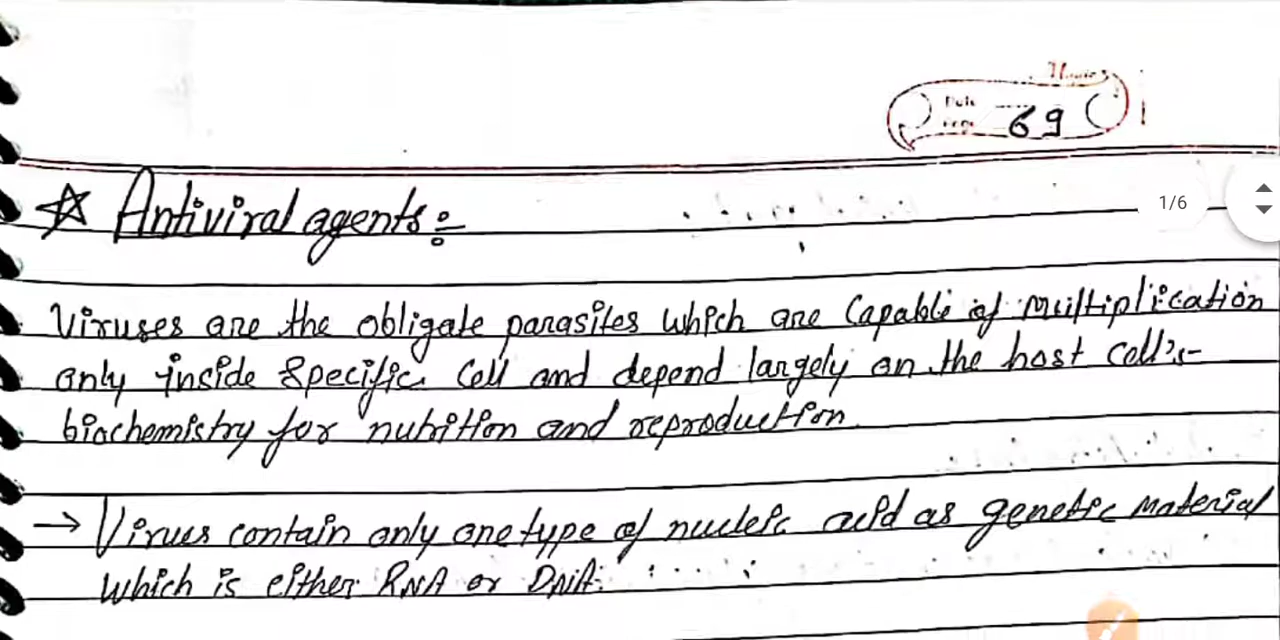 Date
Page 69
1/6
☆ Antiviral agents:-
Viruses are the obligate parasites which are capable of multiplication
only inside specific cell and depend largely on the host cell's-
biochemistry for nutrition and reproduction.
→ Virus contain only one type of nucleic acid as genetic material
which is either RNA or DNA.